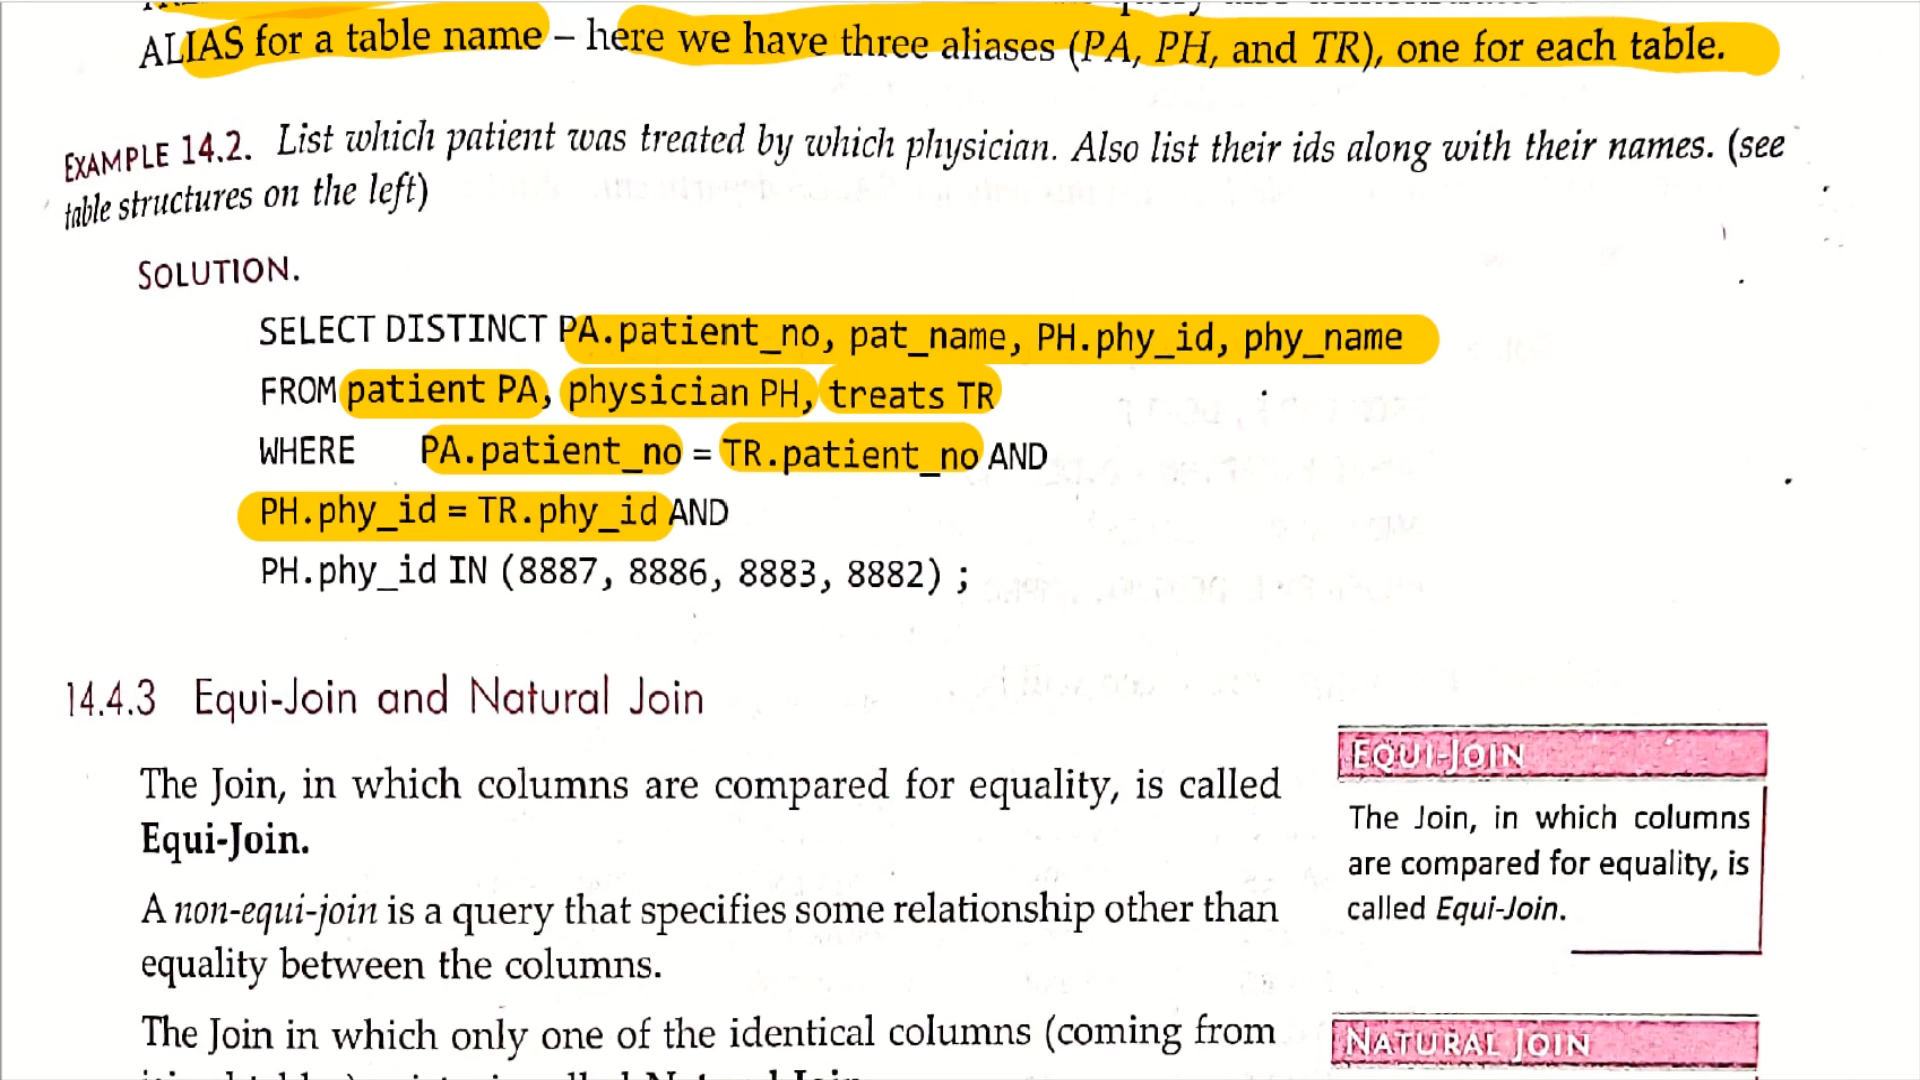 ALIAS for a table name – here we have three aliases (PA, PH, and TR), one for each table.
EXAMPLE 14.2. List which patient was treated by which physician. Also list their ids along with their names. (see
table structures on the left)
SOLUTION.
SELECT DISTINCT PA.patient_no, pat_name, PH.phy_id, phy_name
FROM patient PA, physician PH, treats TR
WHERE PA.patient_no = TR.patient_no AND
PH.phy_id = TR.phy_id AND
PH.phy_id IN (8887, 8886, 8883, 8882) ;
14.4.3 Equi-Join and Natural Join
The Join, in which columns are compared for equality, is called
Equi-Join.
A non-equi-join is a query that specifies some relationship other than
equality between the columns.
The Join in which only one of the identical columns (coming from
EQUI-JOIN
The Join, in which columns
are compared for equality, is
called Equi-Join.
NATURAL JOIN